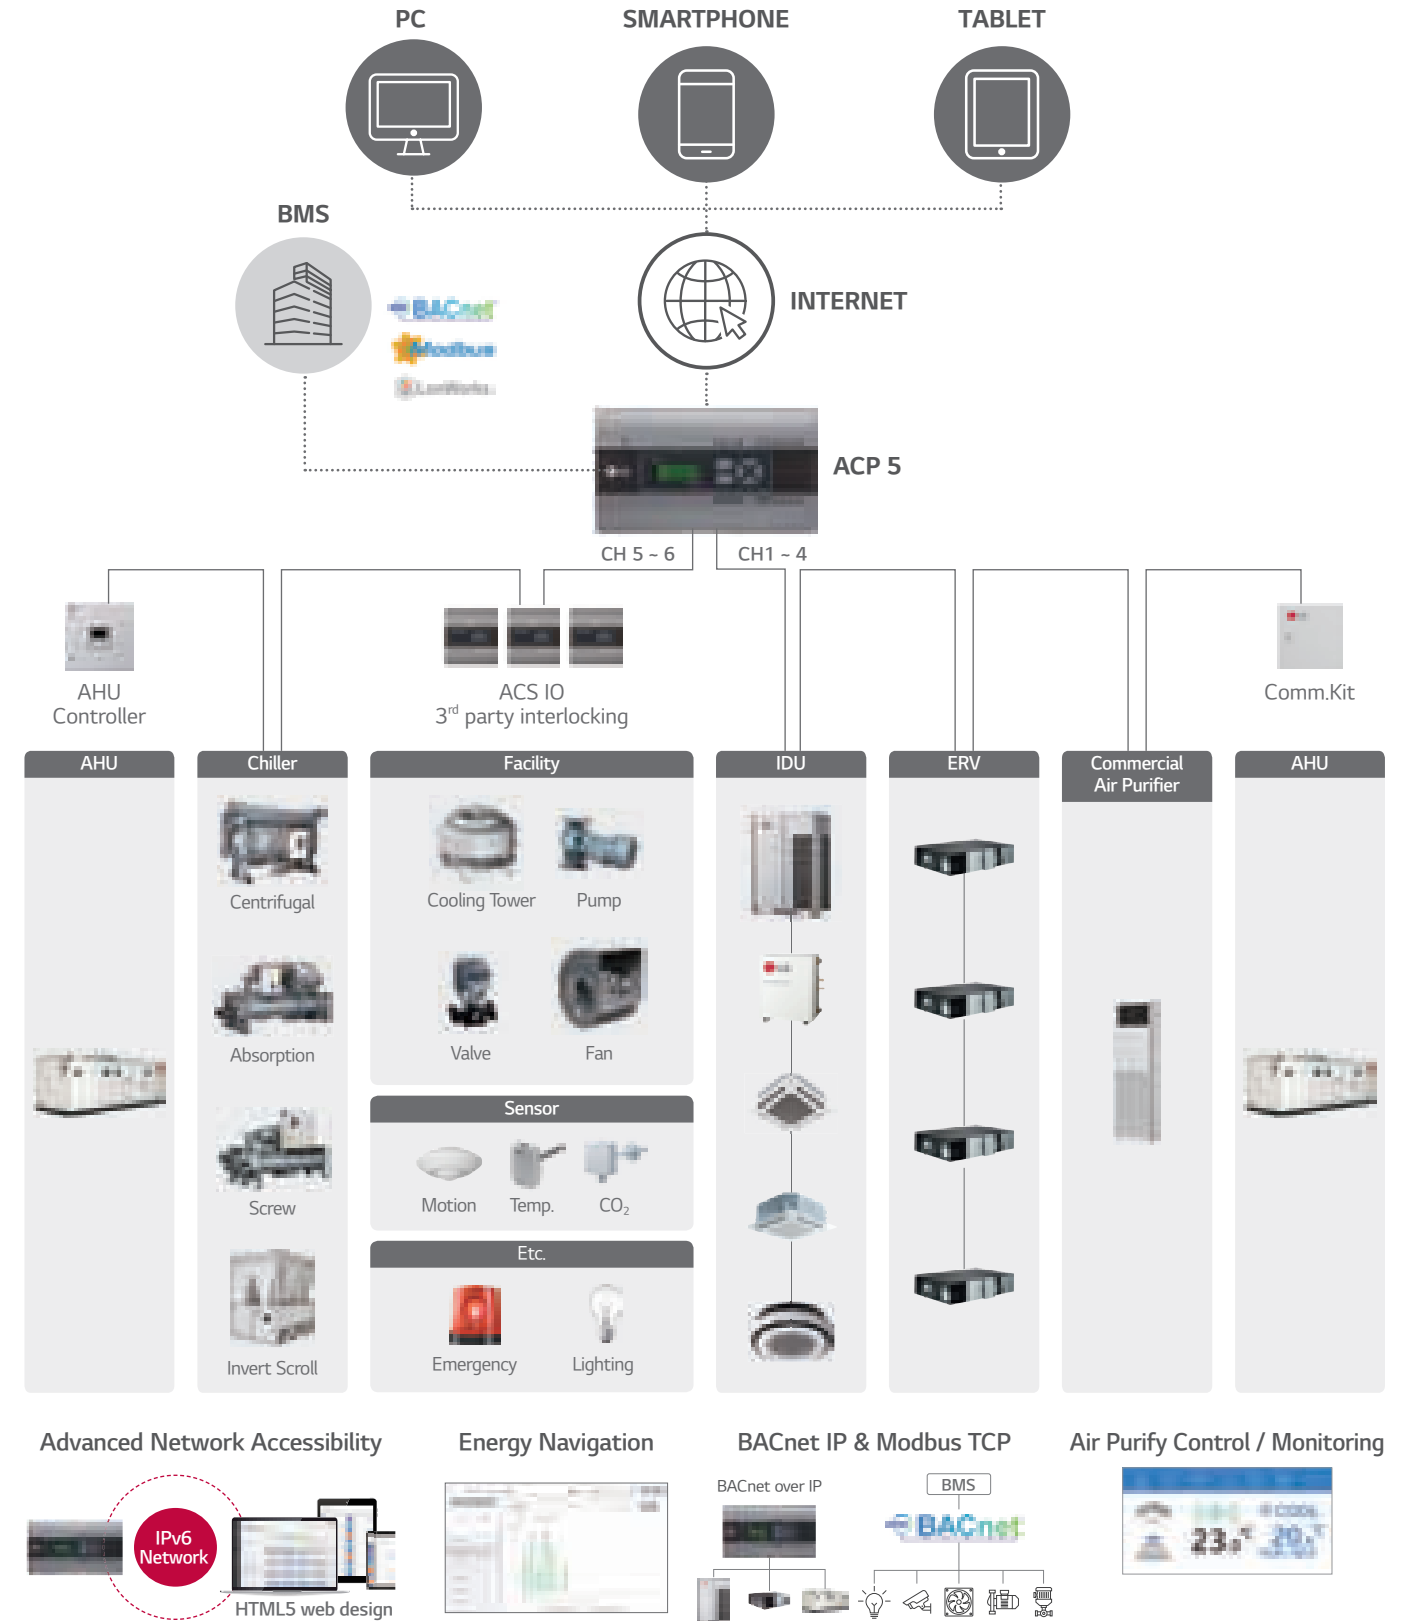 PC
SMARTPHONE
TABLET
BMS
BACnet
Modbus
LonWorks
INTERNET
ACP 5
CH 5 ~ 6
CH1 ~ 4
AHU
Controller
ACS IO
3rd party interlocking
Comm.Kit
AHU
Chiller
Facility
IDU
ERV
Commercial
Air Purifier
AHU
Centrifugal
Cooling Tower
Pump
Absorption
Valve
Fan
Sensor
Screw
Motion
Temp.
CO2
Etc.
Invert Scroll
Emergency
Lighting
Advanced Network Accessibility
Energy Navigation
BACnet IP & Modbus TCP
Air Purify Control / Monitoring
IPv6
Network
HTML5 web design
BACnet over IP
BMS
BACnet
COOL